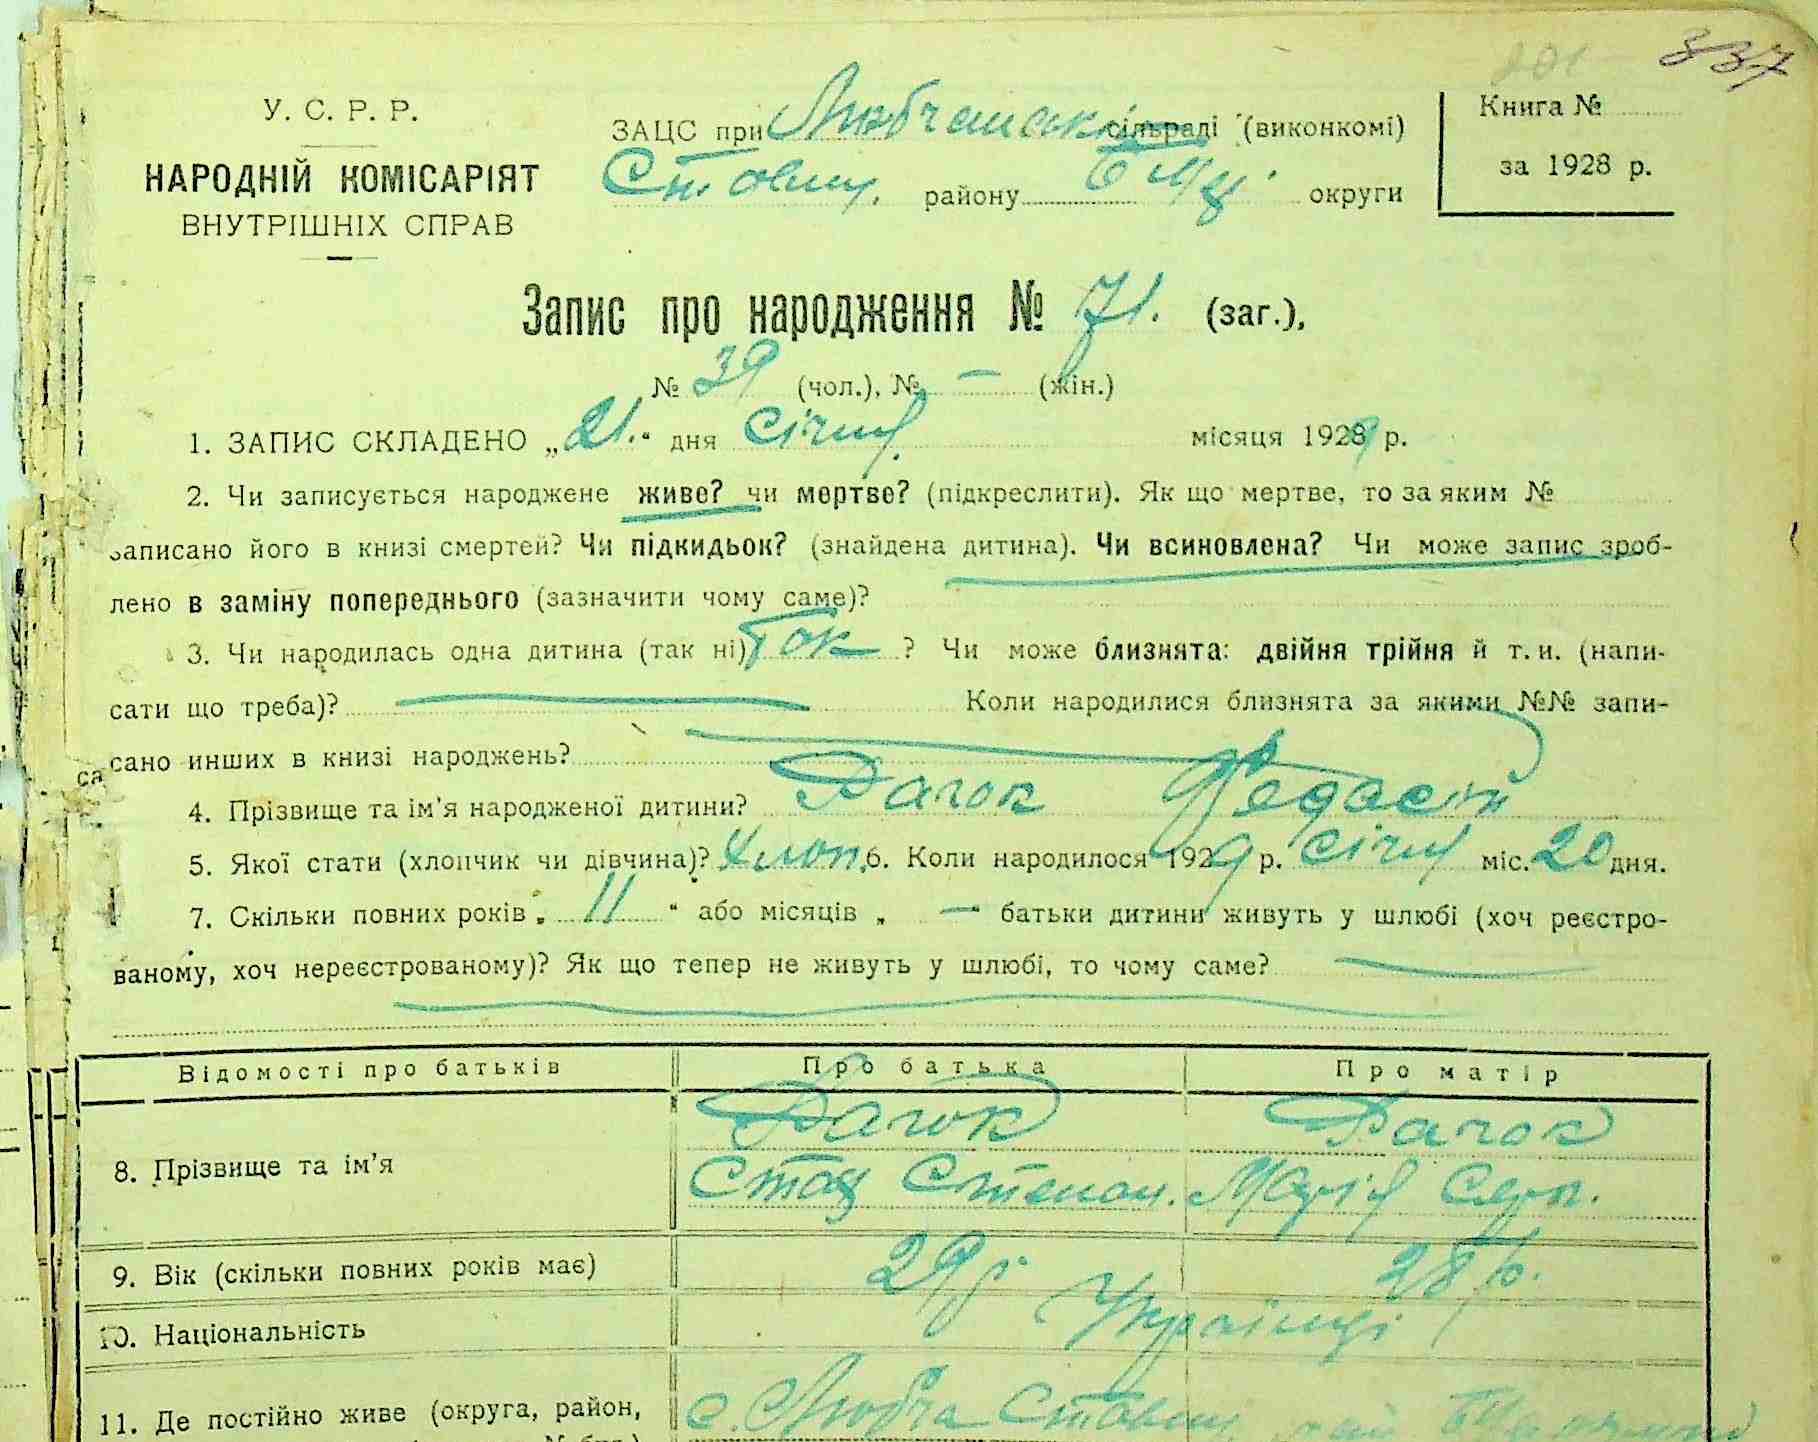 337
У. С. Р. Р.
НАРОДНІЙ КОМІСАРІЯТ
ВНУТРІШНІХ СПРАВ
ЗАЦС при сільраді (виконкомі)
району округи
Книга №
за 1928 р.
Запис про народження № 71. (заг.),
№ 39 (чол.), № — (жін.)
1. ЗАПИС СКЛАДЕНО „21.“ дня січня місяця 1929 р.
2. Чи записується народжене живе? чи мертве? (підкреслити). Як що мертве, то за яким №
записано його в книзі смертей? Чи підкидьок? (знайдена дитина). Чи всиновлена? Чи може запис зроб-
лено в заміну попереднього (зазначити чому саме)?
3. Чи народилась одна дитина (так ні) Так ? Чи може близнята: двійня трійня й т. и. (напи-
сати що треба)? Коли народилися близнята за якими №№ запи-
сано инших в книзі народжень?
са
4. Прізвище та ім'я народженої дитини?
5. Якої стати (хлопчик чи дівчина)? хлоп. 6. Коли народилося 1929 р. січня міс. 20 дня.
7. Скільки повних років „ 11 “ або місяців „ — “ батьки дитини живуть у шлюбі (хоч реєстро-
ваному, хоч нереєстрованому)? Як що тепер не живуть у шлюбі, то чому саме?
Відомості про батьків Про батька Про матір
8. Прізвище та ім'я
Степан. Марія
9. Вік (скільки повних років має) 29 р. 28 р.
10. Національність Українці
11. Де постійно живе (округа, район, с. Любча